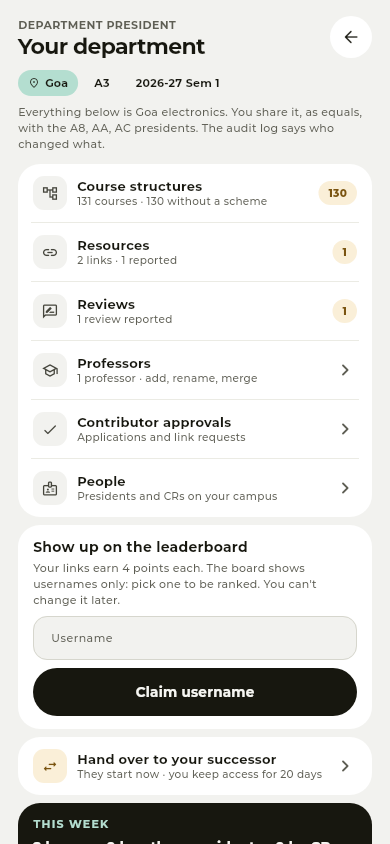 DEPARTMENT PRESIDENT
Your department
Goa A3 2026-27 Sem 1
Everything below is Goa electronics. You share it, as equals,
with the A8, AA, AC presidents. The audit log says who
changed what.
Course structures
131 courses · 130 without a scheme
130
Resources
2 links · 1 reported
1
Reviews
1 review reported
1
Professors
1 professor · add, rename, merge
Contributor approvals
Applications and link requests
People
Presidents and CRs on your campus
Show up on the leaderboard
Your links earn 4 points each. The board shows
usernames only: pick one to be ranked. You can't
change it later.
Username
Claim username
Hand over to your successor
They start now · you keep access for 20 days
THIS WEEK